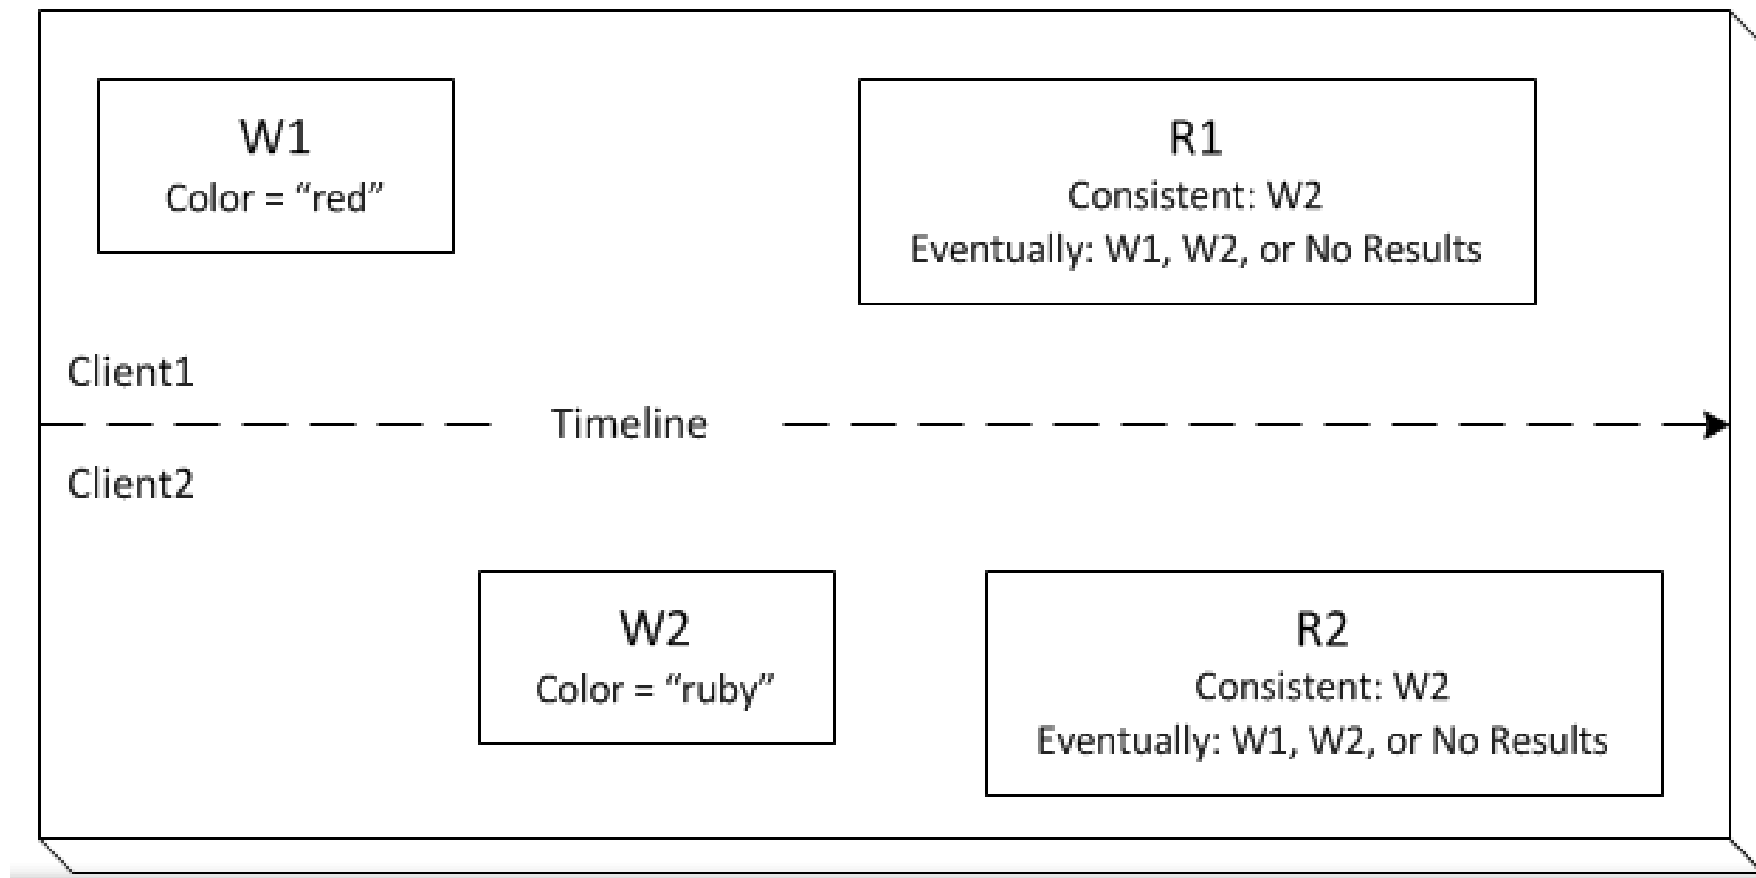 W1
Color = “red”
R1
Consistent: W2
Eventually: W1, W2, or No Results
Client1
Timeline
Client2
W2
Color = “ruby”
R2
Consistent: W2
Eventually: W1, W2, or No Results